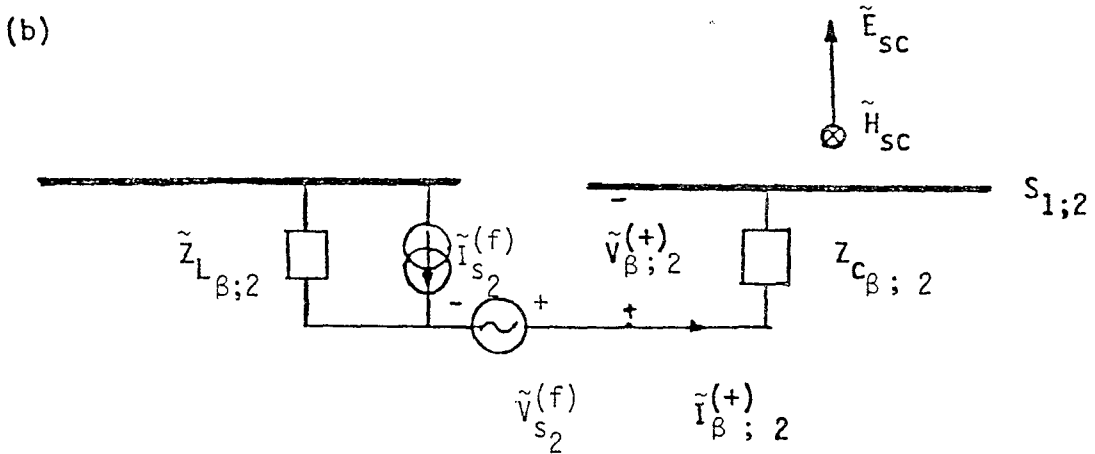 (b)
Ẽ_sc
H̃_sc
S_1;2
Z̃_L_β;2
Ĩ_s_2^(f)
-
Ṽ_β;2^(+)
Z_c_β;2
- +
+
Ṽ_s_2^(f)
Ĩ_β;2^(+)